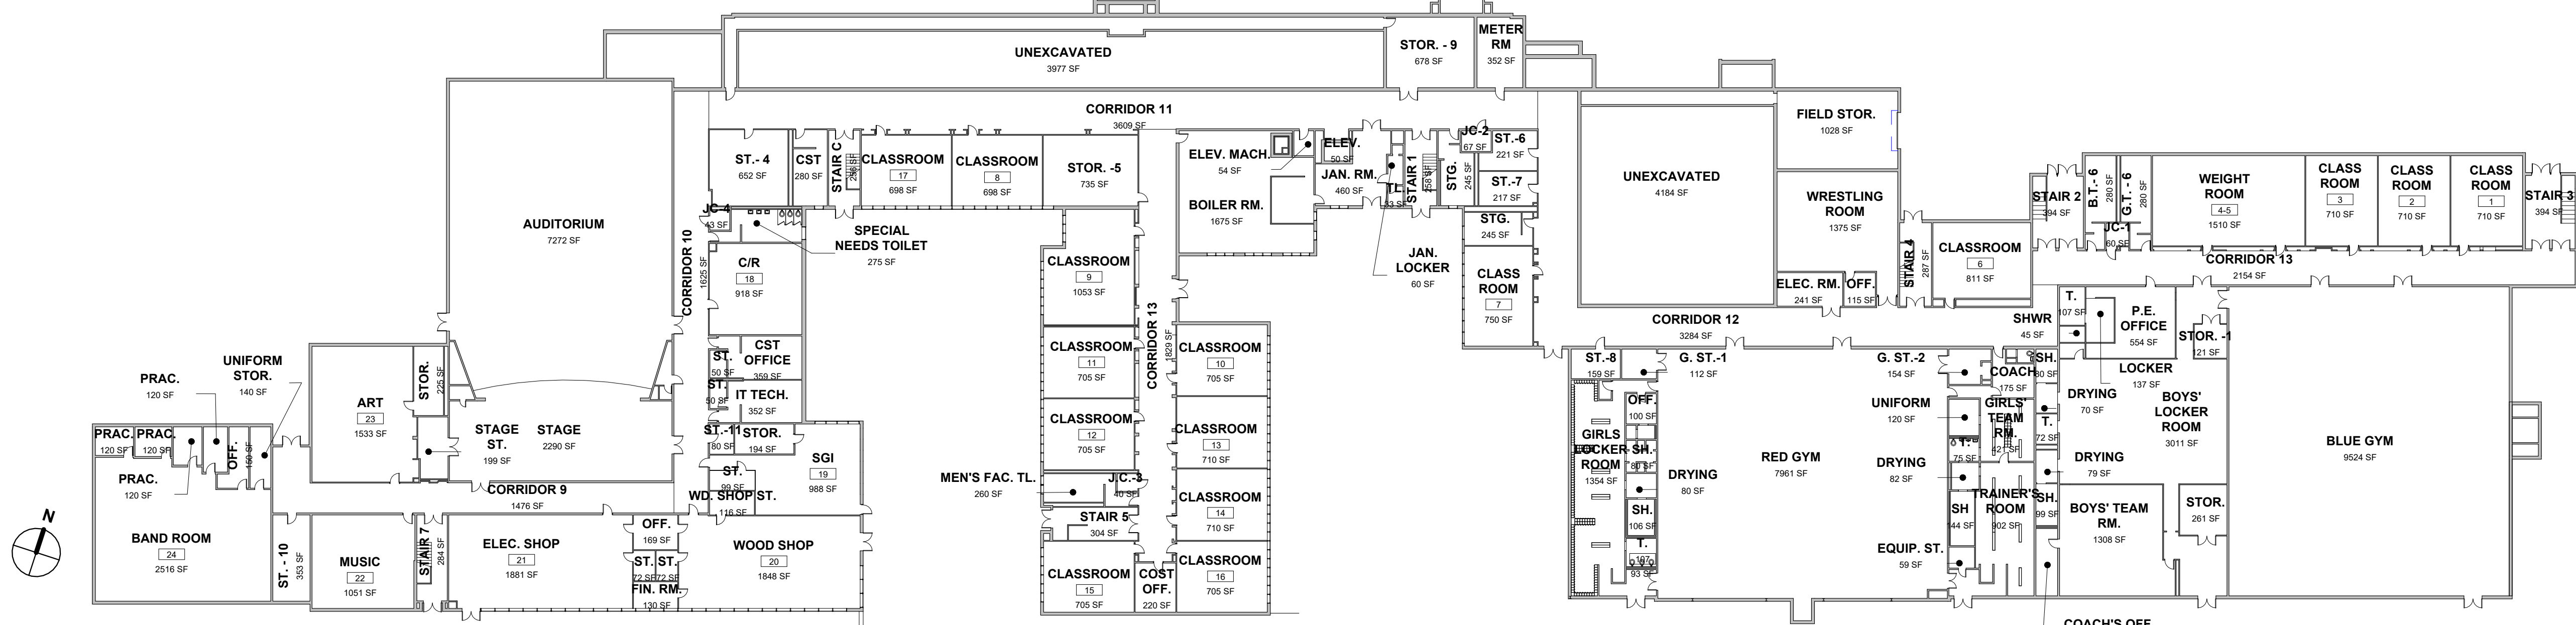 UNEXCAVATED
3977 SF
STOR. - 9
678 SF
METER
RM
352 SF
CORRIDOR 11
3609 SF
AUDITORIUM
7272 SF
ST.- 4
652 SF
CST
280 SF
STAIR C
256 SF
CLASSROOM
17
698 SF
CLASSROOM
8
698 SF
STOR. -5
735 SF
ELEV. MACH.
54 SF
BOILER RM.
1675 SF
ELEV.
50 SF
JAN. RM.
460 SF
TLT.
33 SF
STAIR 1
258 SF
STG.
245 SF
JC-2
67 SF
ST.-6
221 SF
ST.-7
217 SF
STG.
245 SF
JAN.
LOCKER
60 SF
CLASS
ROOM
7
750 SF
UNEXCAVATED
4184 SF
FIELD STOR.
1028 SF
WRESTLING
ROOM
1375 SF
ELEC. RM.
241 SF
OFF.
115 SF
STAIR 4
287 SF
CLASSROOM
6
811 SF
STAIR 2
394 SF
B.T.- 6
280 SF
G.T. - 6
280 SF
JC-1
60 SF
WEIGHT
ROOM
4-5
1510 SF
CLASS
ROOM
3
710 SF
CLASS
ROOM
2
710 SF
CLASS
ROOM
1
710 SF
STAIR 3
394 SF
CORRIDOR 13
2154 SF
JC-4
43 SF
SPECIAL
NEEDS TOILET
275 SF
CORRIDOR 10
1625 SF
C/R
18
918 SF
CST
OFFICE
359 SF
ST.
50 SF
ST.
50 SF
IT TECH.
352 SF
ST.-11
180 SF
STOR.
194 SF
SGI
19
988 SF
ST.
99 SF
WD. SHOP ST.
116 SF
CLASSROOM
9
1053 SF
CLASSROOM
11
705 SF
CLASSROOM
12
705 SF
CORRIDOR 13
1829 SF
CLASSROOM
10
705 SF
CLASSROOM
13
710 SF
CLASSROOM
14
710 SF
CLASSROOM
16
705 SF
MEN'S FAC. TL.
260 SF
J.C.-3
40 SF
STAIR 5
304 SF
CLASSROOM
15
705 SF
COST
OFF.
220 SF
CORRIDOR 12
3284 SF
UNIFORM
STOR.
140 SF
PRAC.
120 SF
PRAC.
120 SF
PRAC.
120 SF
PRAC.
120 SF
OFF.
150 SF
BAND ROOM
24
2516 SF
ART
23
1533 SF
STOR.
225 SF
STAGE
ST.
199 SF
STAGE
2290 SF
CORRIDOR 9
1476 SF
ST. - 10
353 SF
MUSIC
22
1051 SF
STAIR 7
284 SF
ELEC. SHOP
21
1881 SF
OFF.
169 SF
ST.
72 SF
ST.
72 SF
FIN. RM.
130 SF
WOOD SHOP
20
1848 SF
N
ST.-8
159 SF
G. ST.-1
112 SF
OFF.
100 SF
GIRLS
LOCKER
ROOM
1354 SF
SH.
80 SF
DRYING
80 SF
SH.
106 SF
T.
107
93 SF
RED GYM
7961 SF
G. ST.-2
154 SF
UNIFORM
120 SF
COACH
175 SF
GIRLS'
TEAM
RM.
421 SF
T.
75 SF
DRYING
82 SF
SH
144 SF
TRAINER'S
ROOM
902 SF
EQUIP. ST.
59 SF
SHWR
45 SF
T.
107 SF
P.E.
OFFICE
554 SF
STOR. -1
121 SF
LOCKER
137 SF
SH.
80 SF
DRYING
70 SF
T.
72 SF
BOYS'
LOCKER
ROOM
3011 SF
DRYING
79 SF
SH.
99 SF
BOYS' TEAM
RM.
1308 SF
STOR.
261 SF
BLUE GYM
9524 SF
COACH'S OFF.